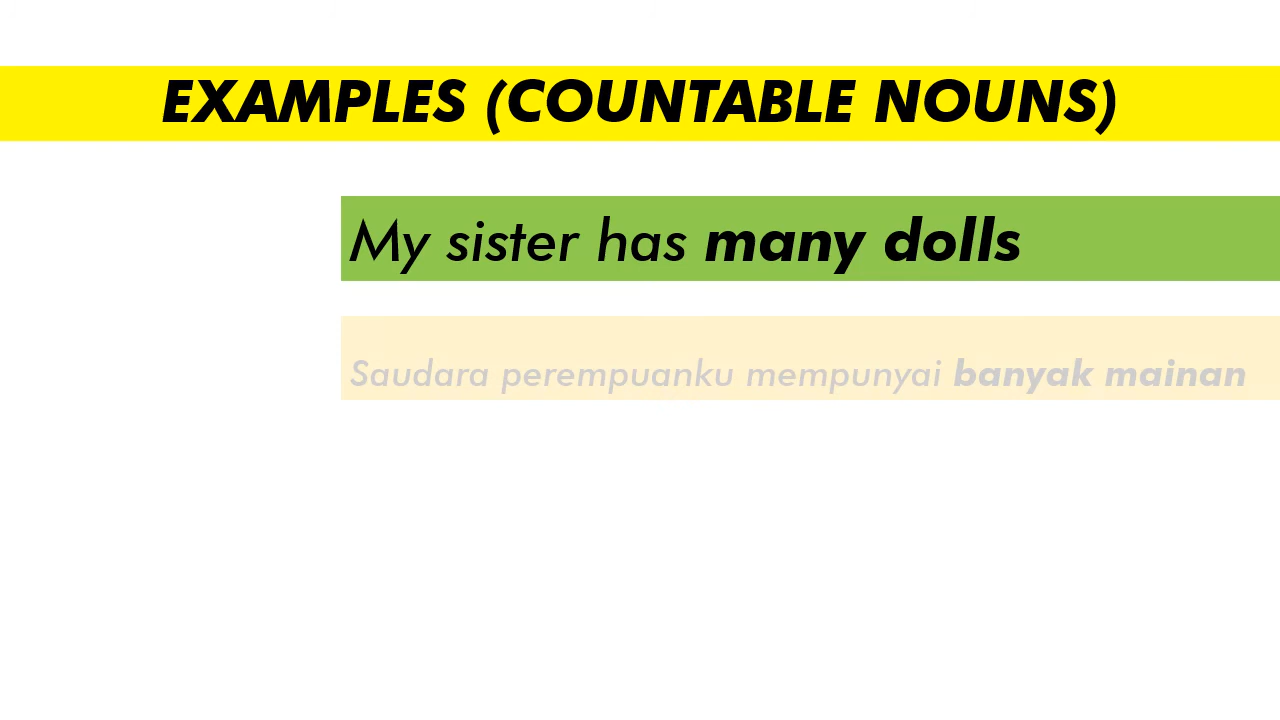 EXAMPLES (COUNTABLE NOUNS)
My sister has many dolls
Saudara perempuanku mempunyai banyak mainan